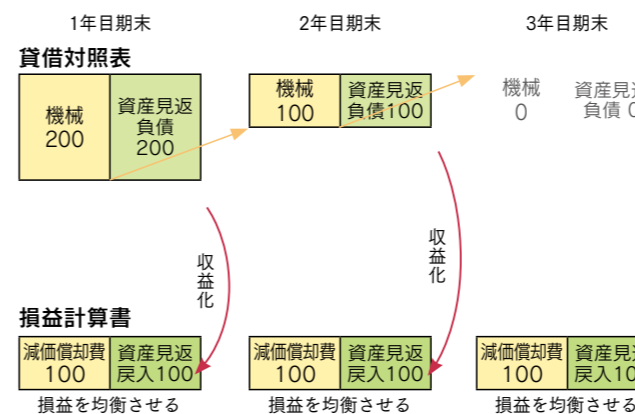 1年目期末
2年目期末
3年目期末
貸借対照表
機械
200
資産見返
負債
200
機械
100
資産見返
負債100
機械
0
資産見
負債
収益化
収益化
損益計算書
減価償却費
100
資産見返
戻入100
減価償却費
100
資産見返
戻入100
減価償却費
100
資産見
戻入10
損益を均衡させる
損益を均衡させる
損益を均衡させる